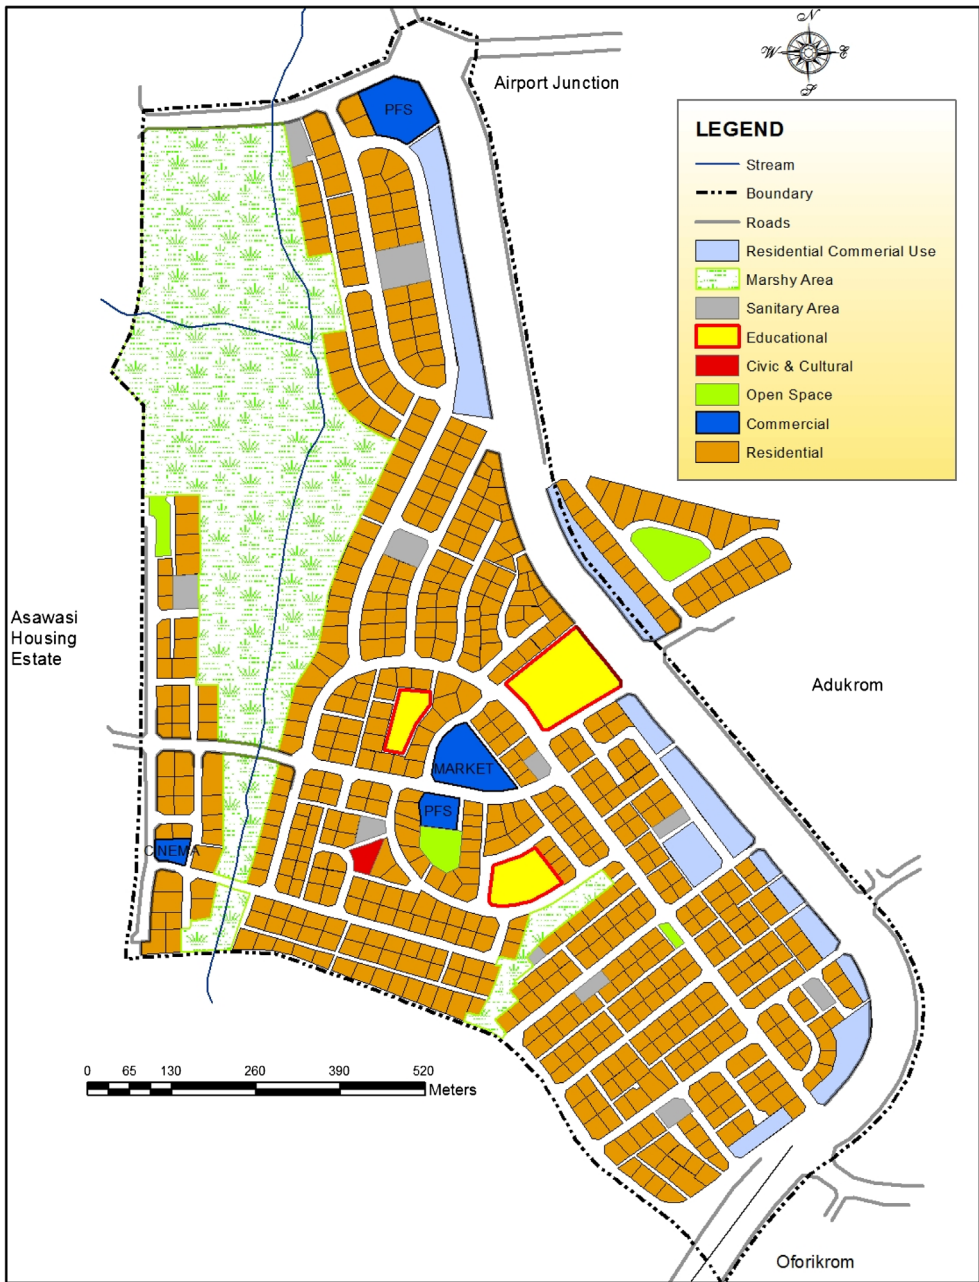 N
W E
S
Airport Junction
PFS
LEGEND
Stream
Boundary
Roads
Residential Commerial Use
Marshy Area
Sanitary Area
Educational
Civic & Cultural
Open Space
Commercial
Residential
Asawasi
Housing
Estate
Adukrom
MARKET
PFS
CINEMA
0 65 130 260 390 520
Meters
Oforikrom